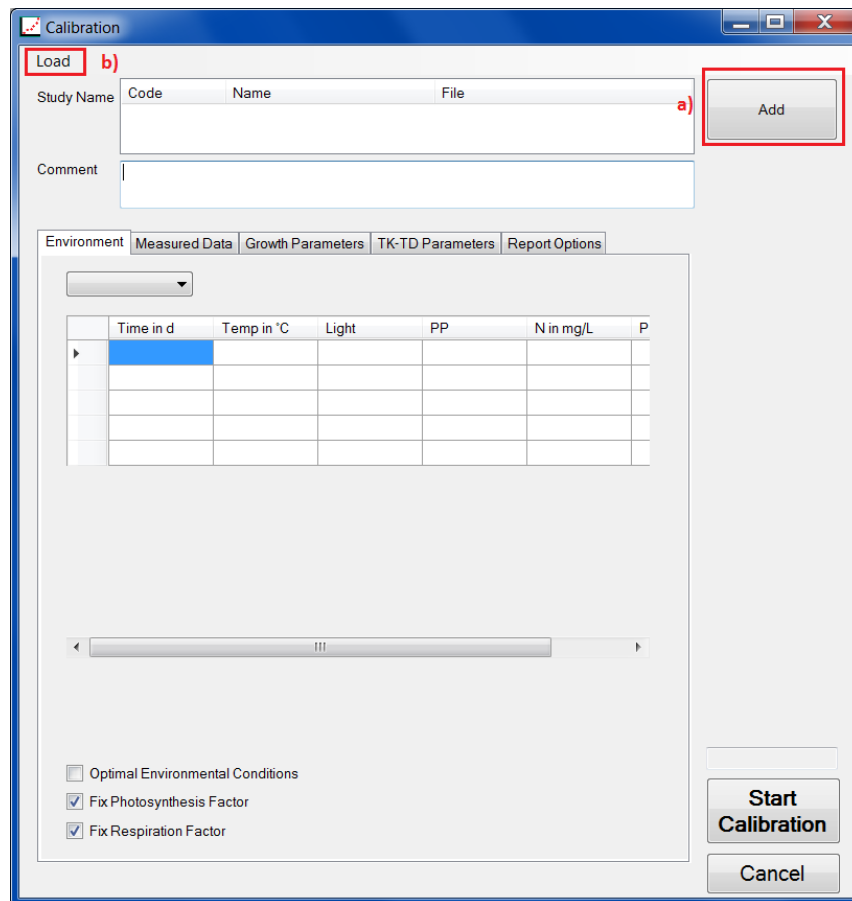 Calibration
Load b)
Study Name Code Name File
a) Add
Comment
Environment Measured Data Growth Parameters TK-TD Parameters Report Options
Time in d Temp in °C Light PP N in mg/L P
Optimal Environmental Conditions
Fix Photosynthesis Factor
Fix Respiration Factor
Start
Calibration
Cancel